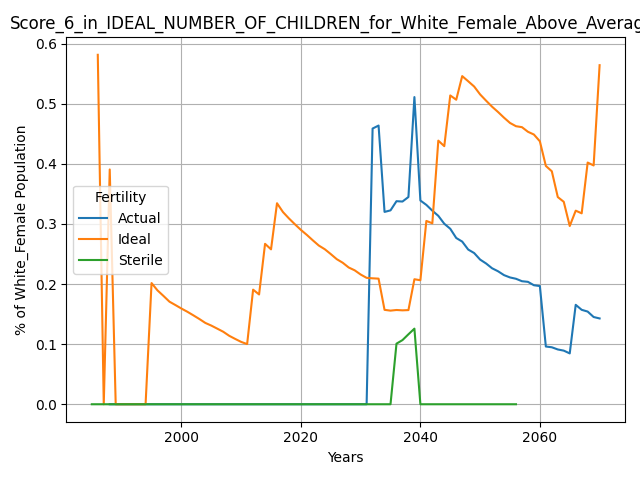 Score_6_in_IDEAL_NUMBER_OF_CHILDREN_for_White_Female_Above_Averag
0.6
0.5
0.4
0.3
0.2
0.1
0.0
% of White_Female Population
Fertility
Actual
Ideal
Sterile
2000
2020
2040
2060
Years